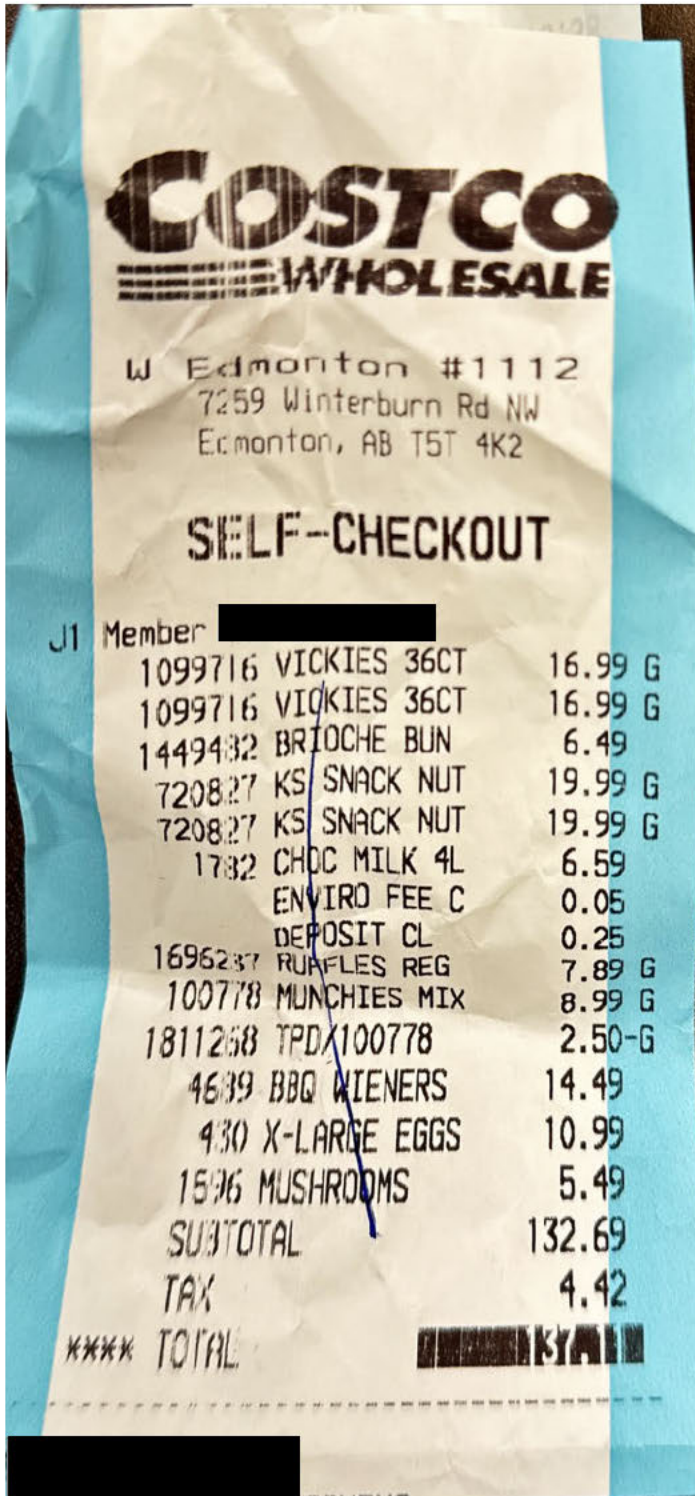 COSTCO
WHOLESALE
W Edmonton #1112
7259 Winterburn Rd NW
Edmonton, AB T5T 4K2
SELF-CHECKOUT
J1 Member
1099716 VICKIES 36CT 16.99 G
1099716 VICKIES 36CT 16.99 G
1449432 BRIOCHE BUN 6.49
720827 KS SNACK NUT 19.99 G
720827 KS SNACK NUT 19.99 G
1782 CHOC MILK 4L 6.59
ENVIRO FEE C 0.05
DEPOSIT CL 0.25
1696237 RUFFLES REG 7.89 G
100778 MUNCHIES MIX 8.99 G
1811268 TPD/100778 2.50-G
4639 BBQ WIENERS 14.49
430 X-LARGE EGGS 10.99
1596 MUSHROOMS 5.49
SUBTOTAL 132.69
TAX 4.42
**** TOTAL